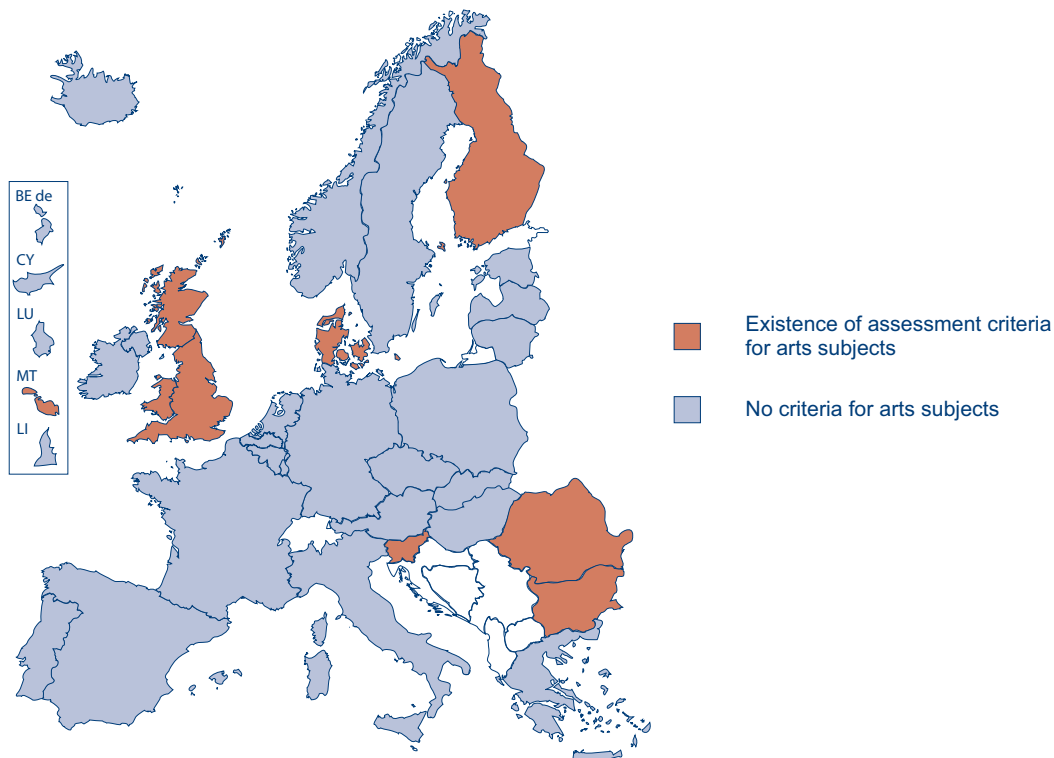 BE de
CY
LU
MT
LI
Existence of assessment criteria
for arts subjects
No criteria for arts subjects